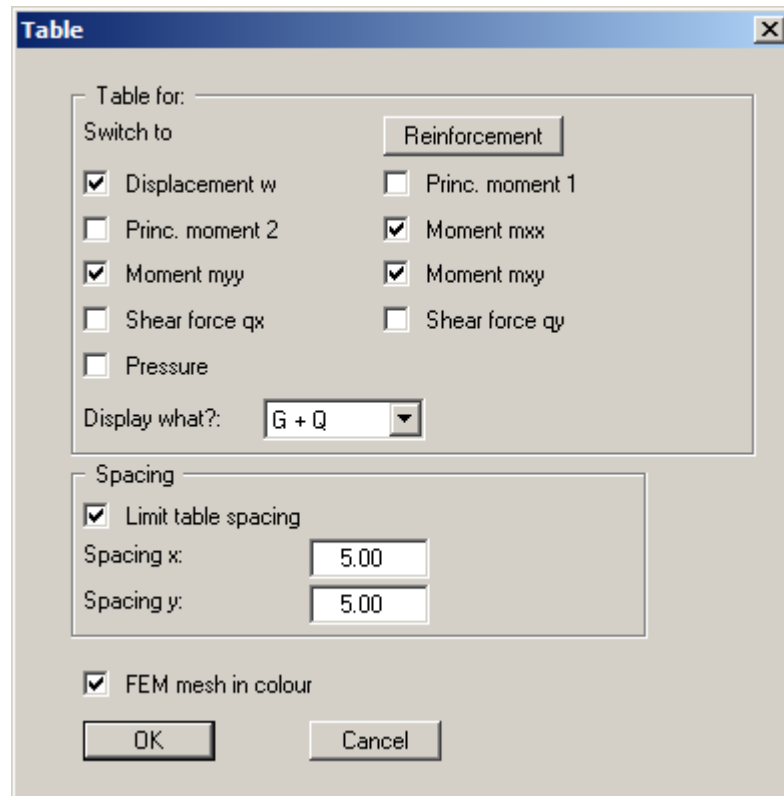 Table
Table for:
Switch to Reinforcement
Displacement w Princ. moment 1
Princ. moment 2 Moment mxx
Moment myy Moment mxy
Shear force qx Shear force qy
Pressure
Display what?: G + Q
Spacing
Limit table spacing
Spacing x: 5.00
Spacing y: 5.00
FEM mesh in colour
OK Cancel